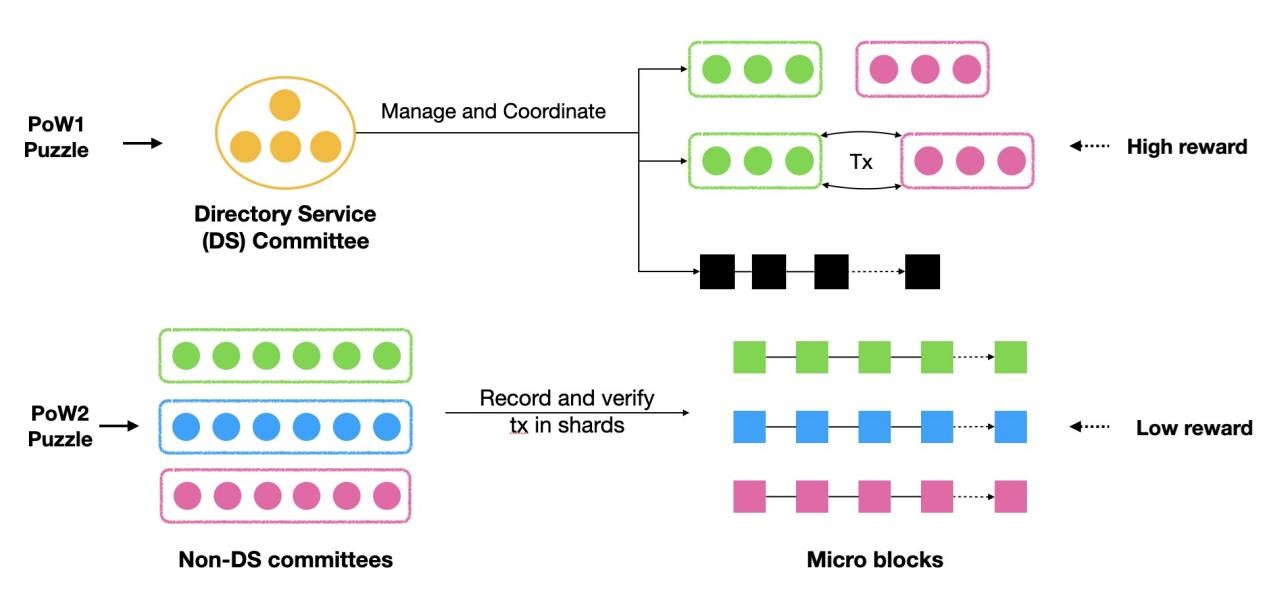 PoW1
Puzzle
Manage and Coordinate
Directory Service
(DS) Committee
Tx
High reward
PoW2
Puzzle
Record and verify
tx in shards
Low reward
Non-DS committees
Micro blocks